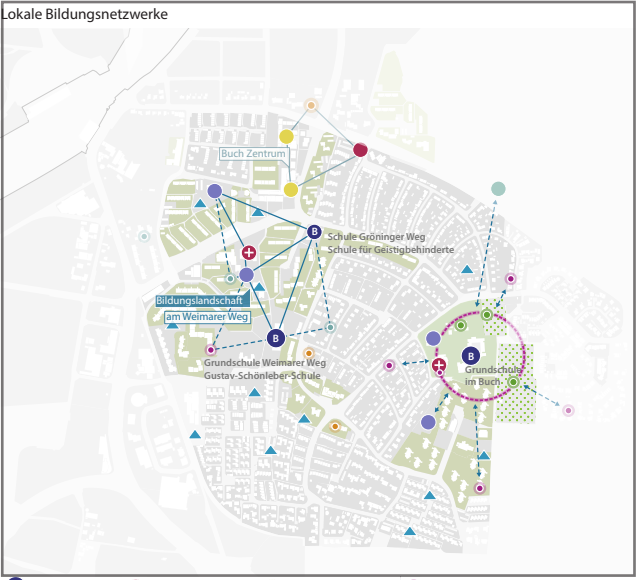 Lokale Bildungsnetzwerke
Buch Zentrum
B
Schule Gröninger Weg
Schule für Geistigbehinderte
Bildungslandschaft
am Weimarer Weg
B
Grundschule Weimarer Weg
Gustav-Schönleber-Schule
B
Grundschule
im Buch